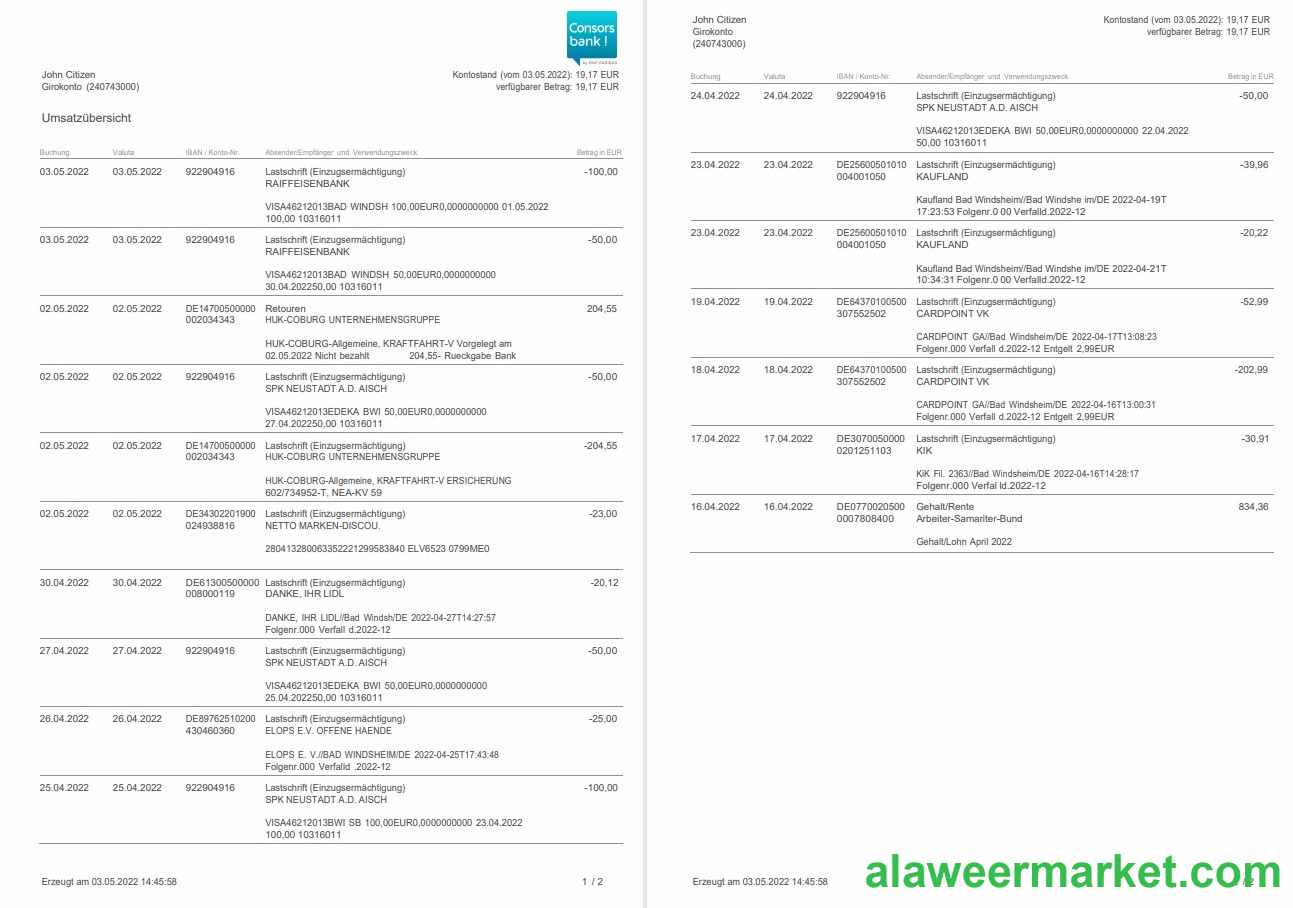 Consors
bank!
John Citizen
Girokonto (240743000)
Kontostand (vom 03.05.2022): 19,17 EUR
verfügbarer Betrag: 19,17 EUR
Umsatzübersicht
Buchung Valuta IBAN / Konto-Nr. Absender/Empfänger und Verwendungszweck Betrag in EUR
03.05.2022 03.05.2022 922904916 Lastschrift (Einzugsermächtigung) -100,00
RAIFFEISENBANK
VISA46212013BAD WINDSH 100,00EUR0,0000000000 01.05.2022
100,00 10316011
03.05.2022 03.05.2022 922904916 Lastschrift (Einzugsermächtigung) -50,00
RAIFFEISENBANK
VISA46212013BAD WINDSH 50,00EUR0,0000000000
30.04.202250,00 10316011
02.05.2022 02.05.2022 DE14700500000 Retouren 204,55
002034343 HUK-COBURG UNTERNEHMENSGRUPPE
HUK-COBURG-Allgemeine, KRAFTFAHRT-V Vorgelegt am
02.05.2022 Nicht bezahlt 204,55- Rueckgabe Bank
02.05.2022 02.05.2022 922904916 Lastschrift (Einzugsermächtigung) -50,00
SPK NEUSTADT A.D. AISCH
VISA46212013EDEKA BWI 50,00EUR0,0000000000
27.04.202250,00 10316011
02.05.2022 02.05.2022 DE14700500000 Lastschrift (Einzugsermächtigung) -204,55
002034343 HUK-COBURG UNTERNEHMENSGRUPPE
HUK-COBURG-Allgemeine, KRAFTFAHRT-V ERSICHERUNG
602/734952-T, NEA-KV 59
02.05.2022 02.05.2022 DE34302201900 Lastschrift (Einzugsermächtigung) -23,00
024938816 NETTO MARKEN-DISCOU.
28041328006335222129958384​0 ELV6523 0799ME0
30.04.2022 30.04.2022 DE61300500000 Lastschrift (Einzugsermächtigung) -20,12
008000119 DANKE, IHR LIDL
DANKE, IHR LIDL//Bad Windsh/DE 2022-04-27T14:27:57
Folgenr.000 Verfall d.2022-12
27.04.2022 27.04.2022 922904916 Lastschrift (Einzugsermächtigung) -50,00
SPK NEUSTADT A.D. AISCH
VISA46212013EDEKA BWI 50,00EUR0,0000000000
25.04.202250,00 10316011
26.04.2022 26.04.2022 DE89762510200 Lastschrift (Einzugsermächtigung) -25,00
430460360 ELOPS E.V. OFFENE HAENDE
ELOPS E. V.//BAD WINDSHEIM/DE 2022-04-25T17:43:48
Folgenr.000 Verfalld .2022-12
25.04.2022 25.04.2022 922904916 Lastschrift (Einzugsermächtigung) -100,00
SPK NEUSTADT A.D. AISCH
VISA46212013BWI SB 100,00EUR0,0000000000 23.04.2022
100,00 10316011
Erzeugt am 03.05.2022 14:45:58 1 / 2
John Citizen
Girokonto
(240743000)
Kontostand (vom 03.05.2022): 19,17 EUR
verfügbarer Betrag: 19,17 EUR
Buchung Valuta IBAN / Konto-Nr. Absender/Empfänger und Verwendungszweck Betrag in EUR
24.04.2022 24.04.2022 922904916 Lastschrift (Einzugsermächtigung) -50,00
SPK NEUSTADT A.D. AISCH
VISA46212013EDEKA BWI 50,00EUR0,0000000000 22.04.2022
50,00 10316011
23.04.2022 23.04.2022 DE25600501010 Lastschrift (Einzugsermächtigung) -39,96
004001050 KAUFLAND
Kaufland Bad Windsheim//Bad Windshe im/DE 2022-04-19T
17:23:53 Folgenr.0 00 Verfalld.2022-12
23.04.2022 23.04.2022 DE25600501010 Lastschrift (Einzugsermächtigung) -20,22
004001050 KAUFLAND
Kaufland Bad Windsheim//Bad Windshe im/DE 2022-04-21T
10:34:31 Folgenr.0 00 Verfalld.2022-12
19.04.2022 19.04.2022 DE64370100500 Lastschrift (Einzugsermächtigung) -52,99
307552502 CARDPOINT VK
CARDPOINT GA//Bad Windsheim/DE 2022-04-17T13:08:23
Folgenr.000 Verfall d.2022-12 Entgelt 2,99EUR
18.04.2022 18.04.2022 DE64370100500 Lastschrift (Einzugsermächtigung) -202,99
307552502 CARDPOINT VK
CARDPOINT GA//Bad Windsheim/DE 2022-04-16T13:00:31
Folgenr.000 Verfall d.2022-12 Entgelt 2,99EUR
17.04.2022 17.04.2022 DE3070050000 Lastschrift (Einzugsermächtigung) -30,91
0201251103 KIK
KiK Fil. 2363//Bad Windsheim/DE 2022-04-16T14:28:17
Folgenr.000 Verfal ld.2022-12
16.04.2022 16.04.2022 DE0770020500 Gehalt/Rente 834,36
0007808400 Arbeiter-Samariter-Bund
Gehalt/Lohn April 2022
Erzeugt am 03.05.2022 14:45:58
alaweermarket.com